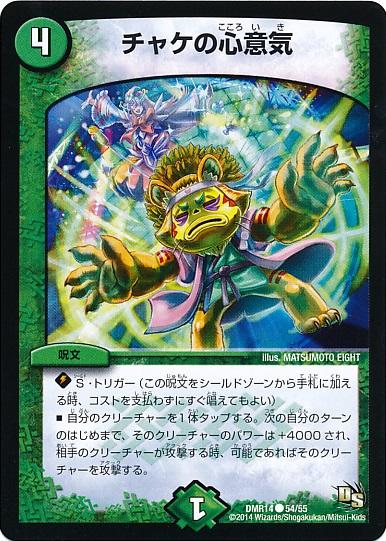 4
チャケの心意気
こころいき
呪文
Illus. MATSUMOTO EIGHT
S・トリガー (この呪文をシールドゾーンから手札に加える時、コストを支払わずにすぐ唱えてもよい)
■ 自分のクリーチャーを1体タップする。次の自分のターンのはじめまで、そのクリーチャーのパワーは+4000され、相手のクリーチャーが攻撃する時、可能であればそのクリーチャーを攻撃する。
1
DMR14 ● 54/55
©2014 Wizards/Shogakukan/Mitsui-Kids
DS